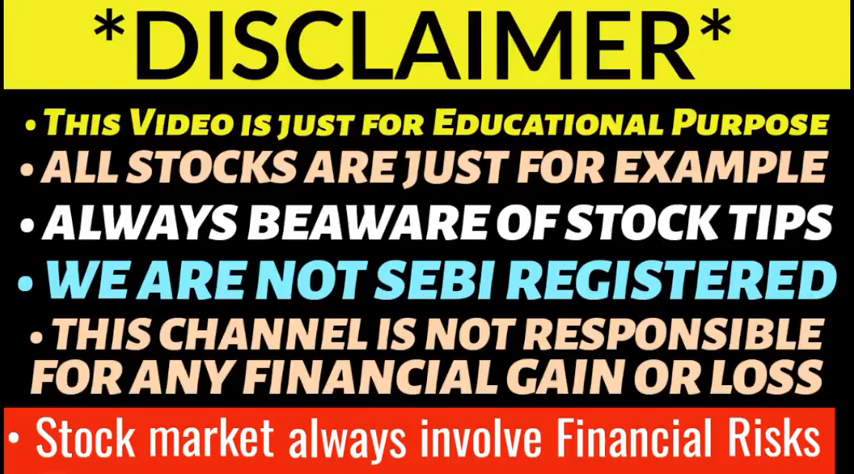 *DISCLAIMER*
• THIS VIDEO IS JUST FOR EDUCATIONAL PURPOSE
• ALL STOCKS ARE JUST FOR EXAMPLE
• ALWAYS BEAWARE OF STOCK TIPS
• WE ARE NOT SEBI REGISTERED
• THIS CHANNEL IS NOT RESPONSIBLE
FOR ANY FINANCIAL GAIN OR LOSS
• Stock market always involve Financial Risks